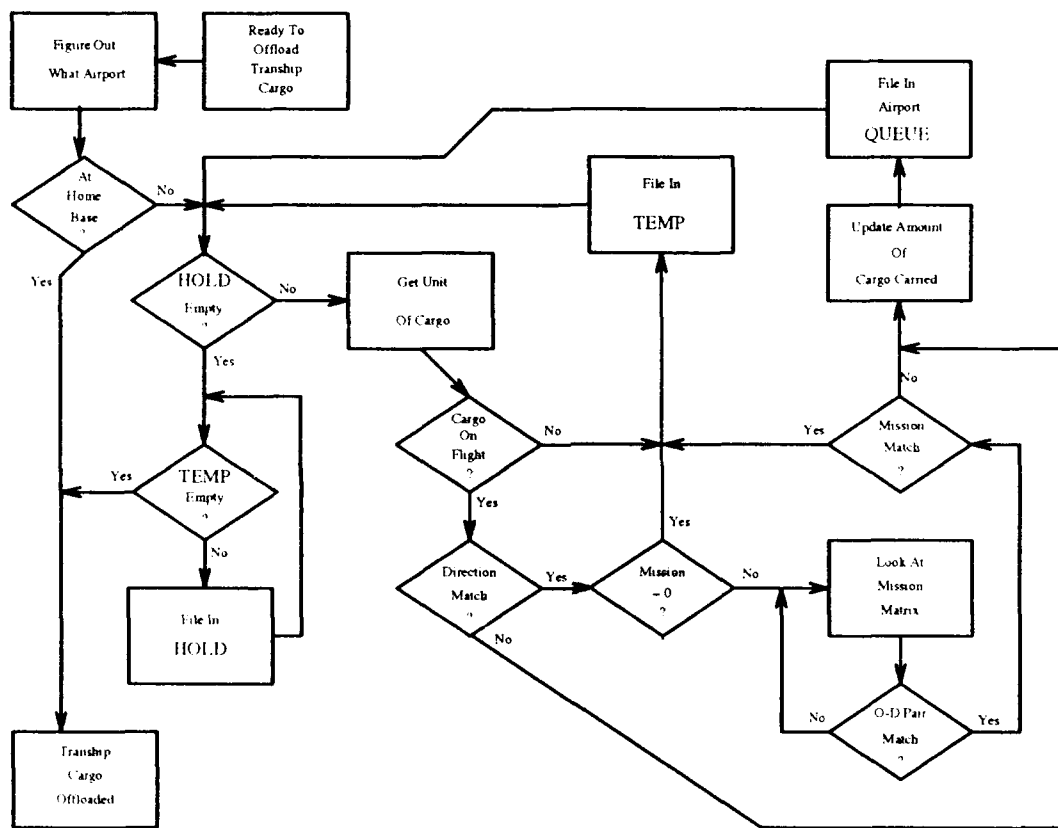 Figure Out
What Airport
Ready To
Offload
Tranship
Cargo
File In
Airport
QUEUE
At
Home
Base
?
No
Yes
File In
TEMP
Update Amount
Of
Cargo Carried
HOLD
Empty
?
No
Yes
Get Unit
Of Cargo
No
Cargo
On
Flight
?
No
Yes
Yes
Mission
Match
?
TEMP
Empty
?
Yes
No
Yes
Direction
Match
?
Yes
No
Mission
= 0
?
No
Look At
Mission
Matrix
File In
HOLD
O-D Pair
Match
?
No
Yes
Tranship
Cargo
Offloaded